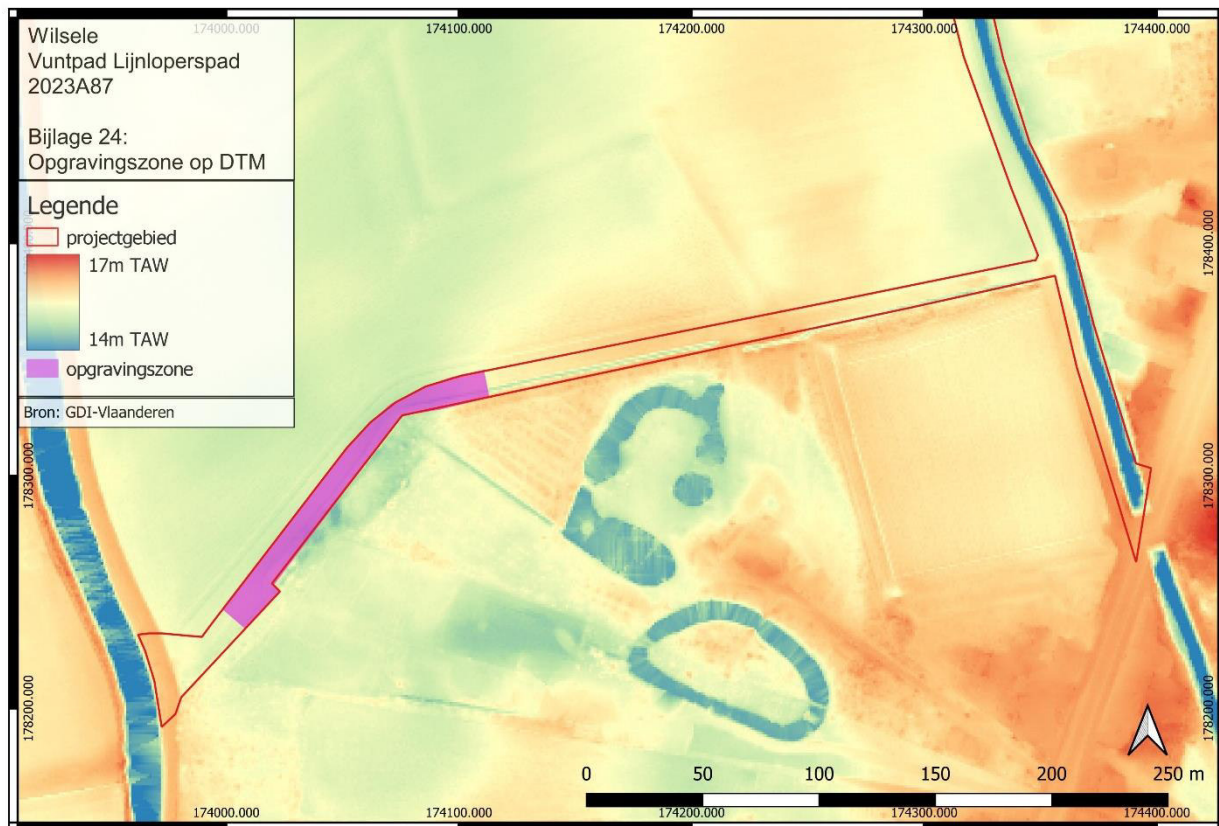 174000.000
174100.000
174200.000
174300.000
174400.000
Wilsele
Vuntpad Lijnloperspad
2023A87
Bijlage 24:
Opgravingszone op DTM
Legende
projectgebied
17m TAW
14m TAW
opgravingszone
Bron: GDI-Vlaanderen
178400.000
178300.000
178300.000
178200.000
178200.000
0 50 100 150 200 250 m
174000.000
174100.000
174200.000
174300.000
174400.000